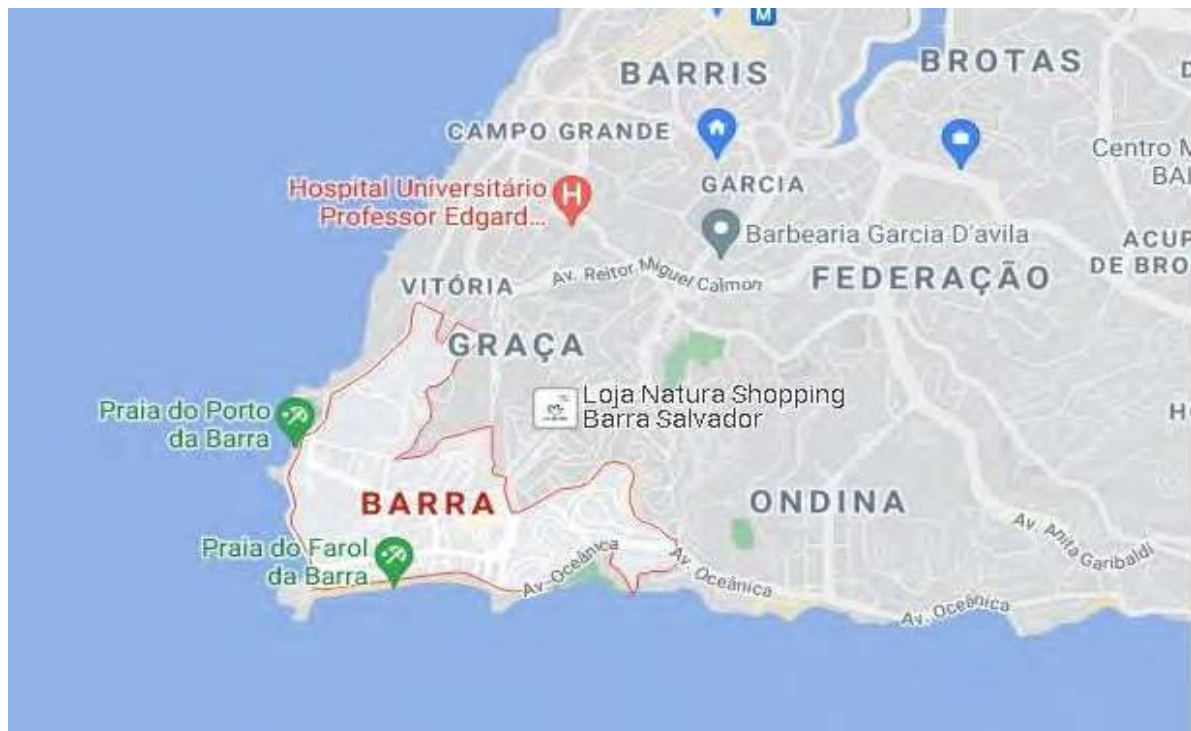 M
BARRIS
BROTAS
CAMPO GRANDE
Centro M
BAI
Hospital Universitário
Professor Edgard...
GARCIA
Barbearia Garcia D'avila
ACUP
DE BRO
VITÓRIA
Av. Reitor Miguel Calmon
FEDERAÇÃO
GRAÇA
Loja Natura Shopping
Barra Salvador
Praia do Porto
da Barra
H
BARRA
ONDINA
Praia do Farol
da Barra
Av. Oceânica
Av. Oceânica
Av. Anita Garibaldi
Av. Oceânica